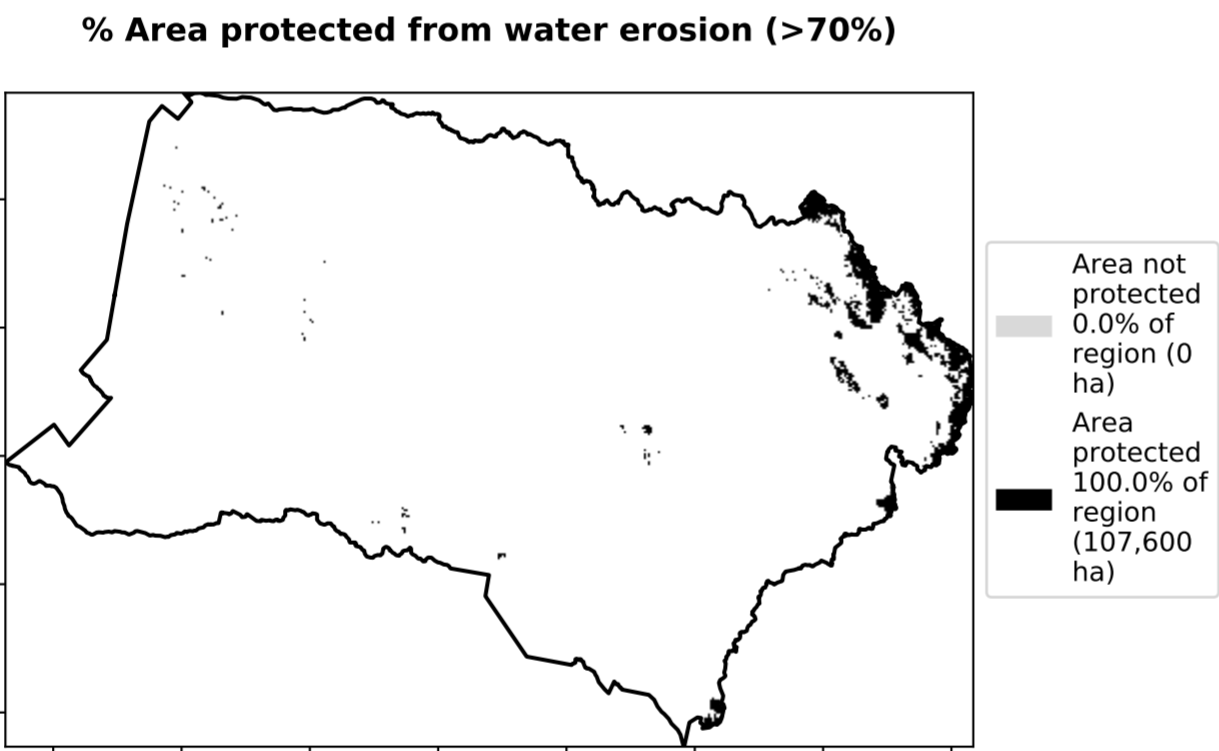 % Area protected from water erosion (>70%)
Area not
protected
0.0% of
region (0
ha)
Area
protected
100.0% of
region
(107,600
ha)